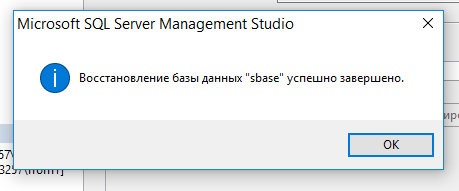 Microsoft SQL Server Management Studio
Восстановление базы данных "sbase" успешно завершено.
OK